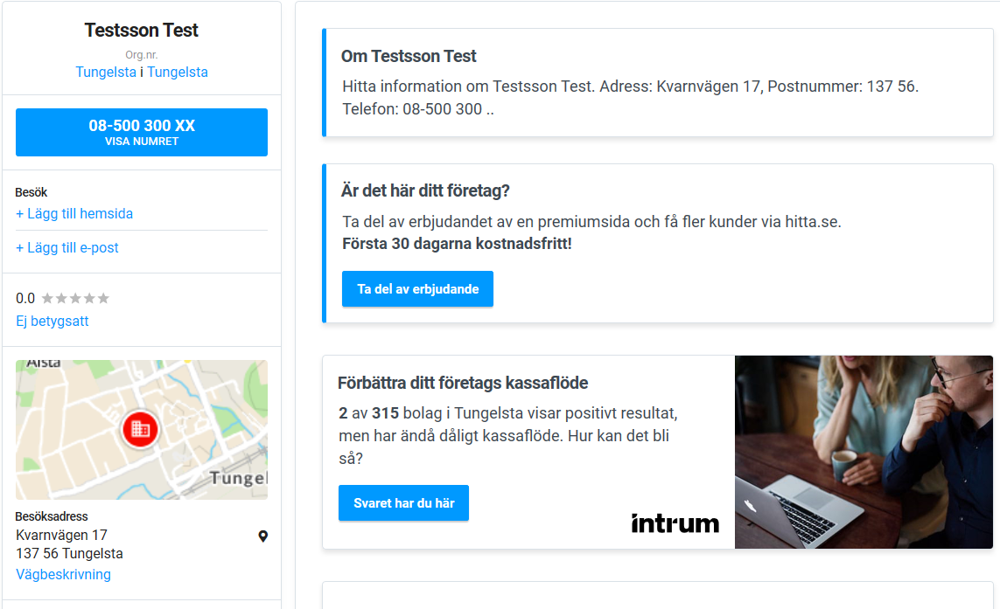 Testsson Test
Org.nr.
Tungelsta i Tungelsta
08-500 300 XX
VISA NUMRET
Besök
+ Lägg till hemsida
+ Lägg till e-post
0.0
Ej betygsatt
Alsta
Tungel
Besöksadress
Kvarnvägen 17
137 56 Tungelsta
Vägbeskrivning
Om Testsson Test
Hitta information om Testsson Test. Adress: Kvarnvägen 17, Postnummer: 137 56.
Telefon: 08-500 300 ..
Är det här ditt företag?
Ta del av erbjudandet av en premiumsida och få fler kunder via hitta.se.
Första 30 dagarna kostnadsfritt!
Ta del av erbjudande
Förbättra ditt företags kassaflöde
2 av 315 bolag i Tungelsta visar positivt resultat,
men har ändå dåligt kassaflöde. Hur kan det bli
så?
Svaret har du här
intrum